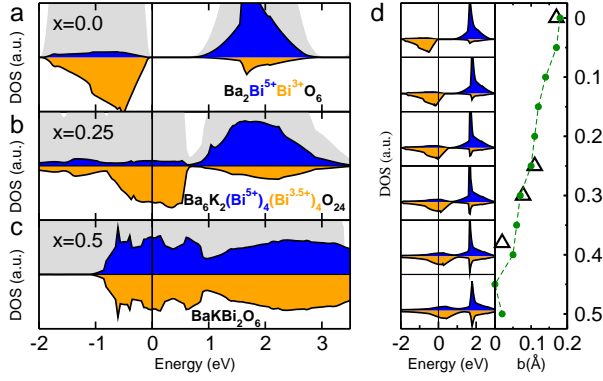 a
x=0.0
DOS (a.u.)
Ba2Bi5+Bi3+O6
b
x=0.25
DOS (a.u.)
Ba6K2(Bi5+)4(Bi3.5+)4O24
c
x=0.5
DOS (a.u.)
BaKBi2O6
-2 -1 0 1 2 3
Energy (eV)
d
DOS (a.u.)
-2 0 2
Energy (eV)
0
0.1
0.2
0.3
0.4
0.5
0 0.1 0.2
b(Å)